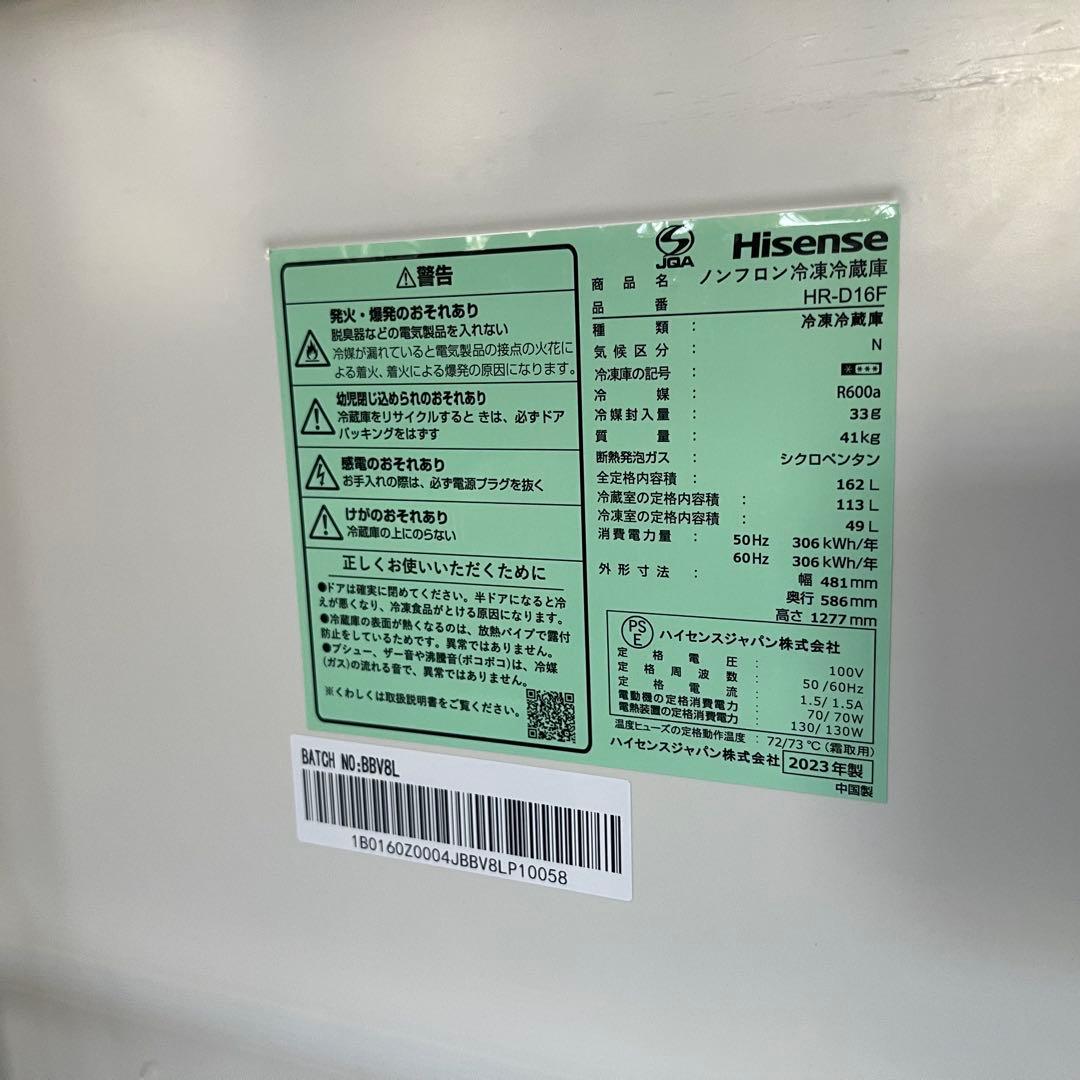 ⚠警告
発火・爆発のおそれあり
脱臭器などの電気製品を入れない
冷媒が漏れていると電気製品の接点の火花に
よる着火、着火による爆発の原因になります。
幼児閉じ込められのおそれあり
冷蔵庫をリサイクルするときは、必ずドア
パッキングをはずす
感電のおそれあり
お手入れの際は、必ず電源プラグを抜く
けがのおそれあり
冷蔵庫の上にのらない
正しくお使いいただくために
●ドアは確実に閉めてください。半ドアになると冷
えが悪くなり、冷凍食品がとける原因になります。
●冷蔵庫の表面が熱くなるのは、放熱パイプで露付
防止をしているためです。異常ではありません。
●プシュー、ザー音や沸騰音(ボコボコ)は、冷媒
(ガス)の流れる音で、異常ではありません。
※くわしくは取扱説明書をご覧ください。
JQA Hisense
商品名 ノンフロン冷凍冷蔵庫
品番 HR-D16F
種類 : 冷凍冷蔵庫
気候区分 : N
冷凍庫の記号 : ****
冷媒 : R600a
冷媒封入量 : 33g
質量 : 41kg
断熱発泡ガス : シクロペンタン
全定格内容積 : 162 L
冷蔵室の定格内容積 : 113 L
冷凍室の定格内容積 : 49 L
消費電力量 : 50Hz 306 kWh/年
60Hz 306 kWh/年
外形寸法 : 幅 481mm
奥行 586mm
高さ 1277mm
PSE ハイセンスジャパン株式会社
定格電圧 : 100V
定格周波数 : 50/60Hz
定格電流 : 1.5/1.5A
電動機の定格消費電力 : 70/70W
電熱装置の定格消費電力 : 130/130W
温度ヒューズの定格動作温度 : 72/73℃(霜取用)
ハイセンスジャパン株式会社 2023年製
中国製
BATCH NO:BBV8L
1B0160Z0004JBBV8LP10058